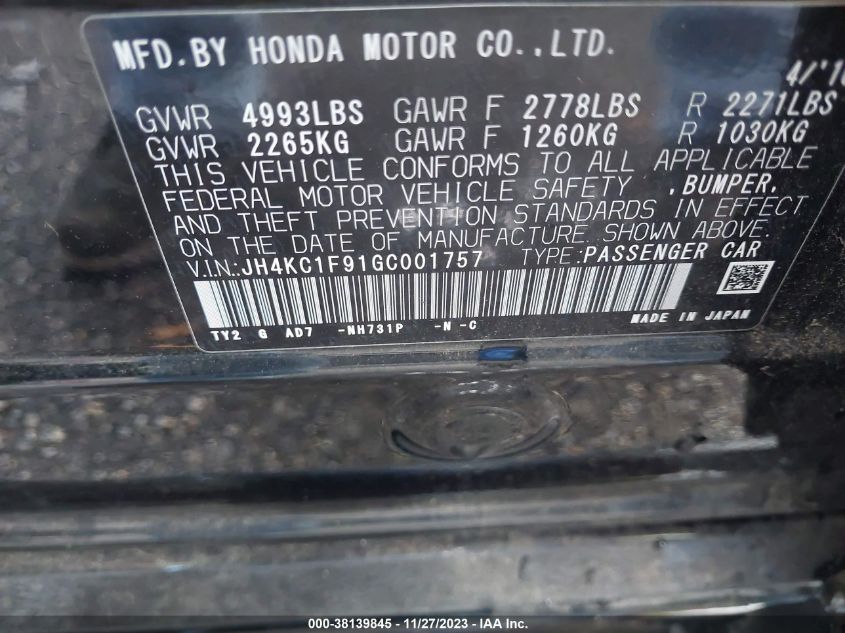 MFD.BY HONDA MOTOR CO.,LTD.
GVWR 4993LBS GAWR F 2778LBS R 2271LBS
GVWR 2265KG GAWR F 1260KG R 1030KG
THIS VEHICLE CONFORMS TO ALL APPLICABLE
FEDERAL MOTOR VEHICLE SAFETY ,BUMPER,
AND THEFT PREVENTION STANDARDS IN EFFECT
ON THE DATE OF MANUFACTURE SHOWN ABOVE.
V.I.N:JH4KC1F91GC001757 TYPE:PASSENGER CAR
TY2 G AD7 -NH731P -N -C MADE IN JAPAN
000-38139845 - 11/27/2023 - IAA Inc.